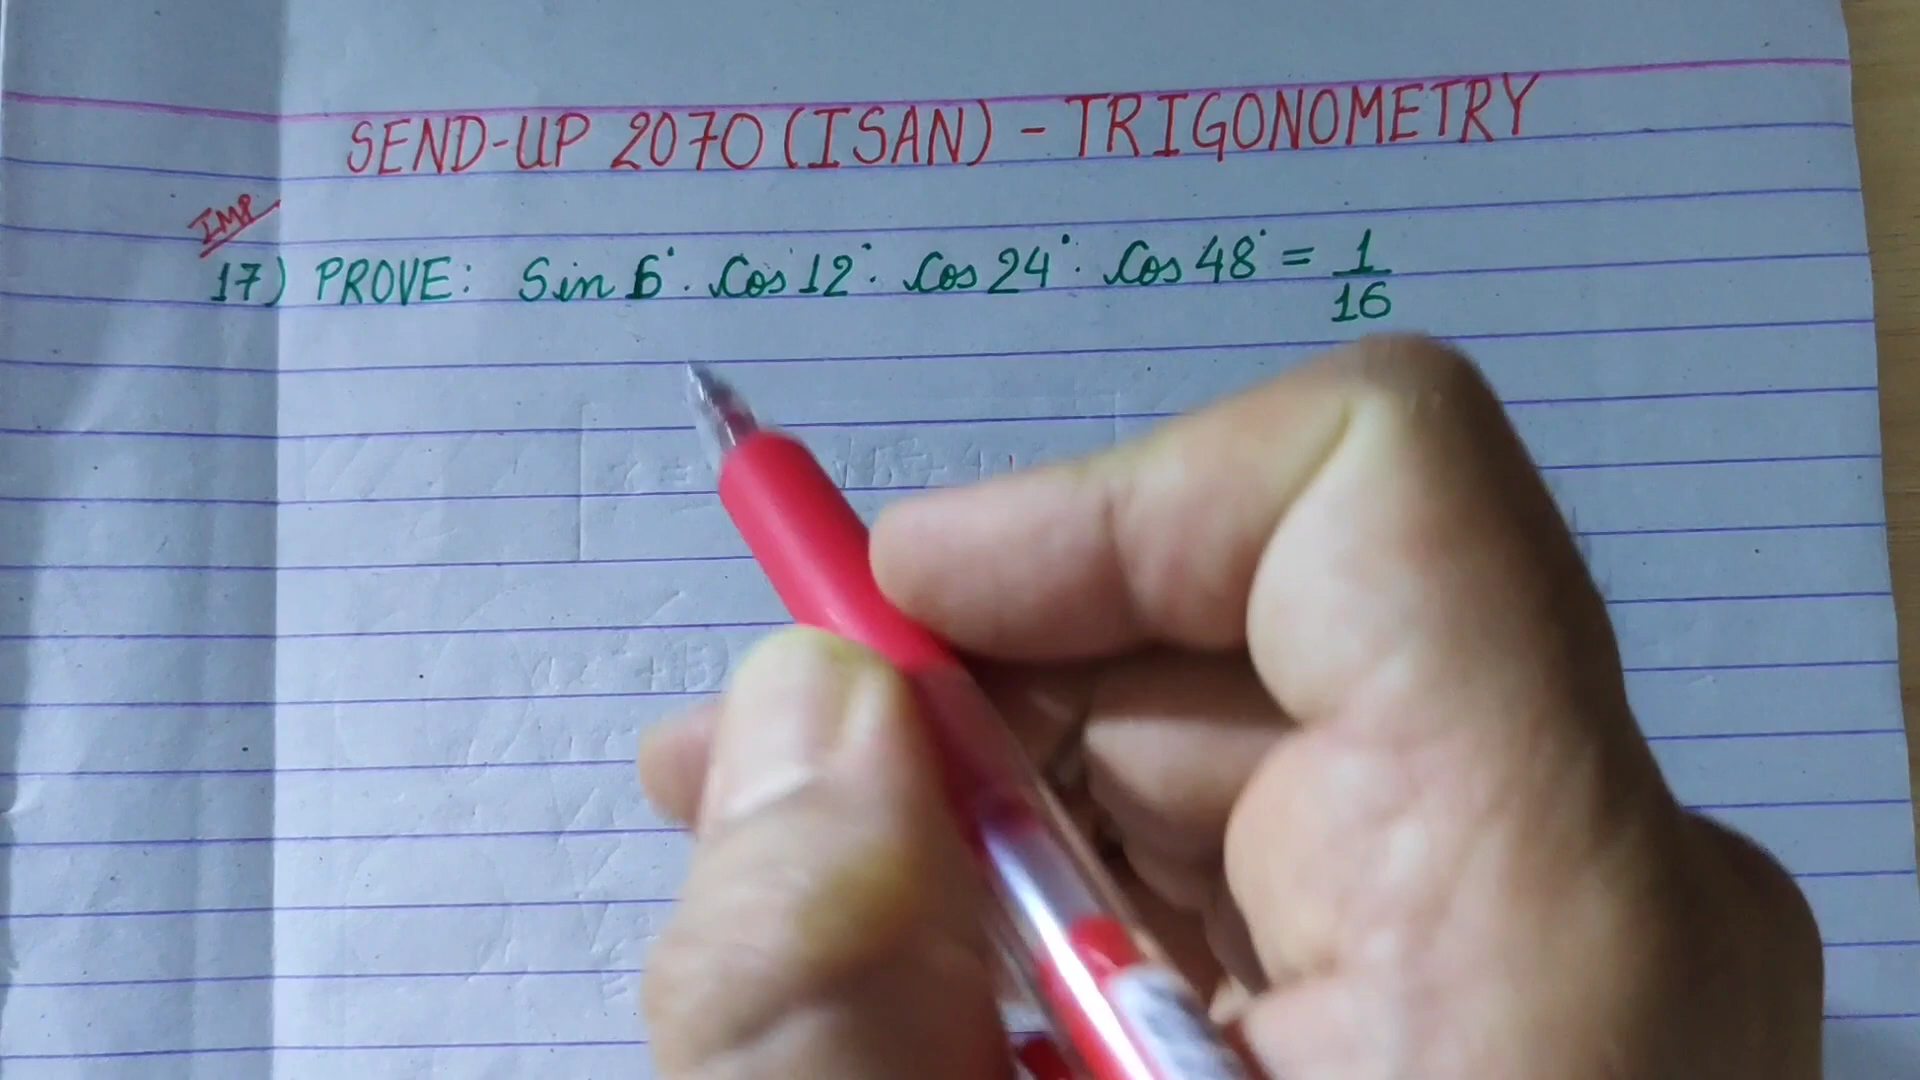 SEND-UP 2070 (ISAN) - TRIGONOMETRY
IMP
17) PROVE: Sin 6° . Cos 12° . Cos 24° . Cos 48° = 1/16